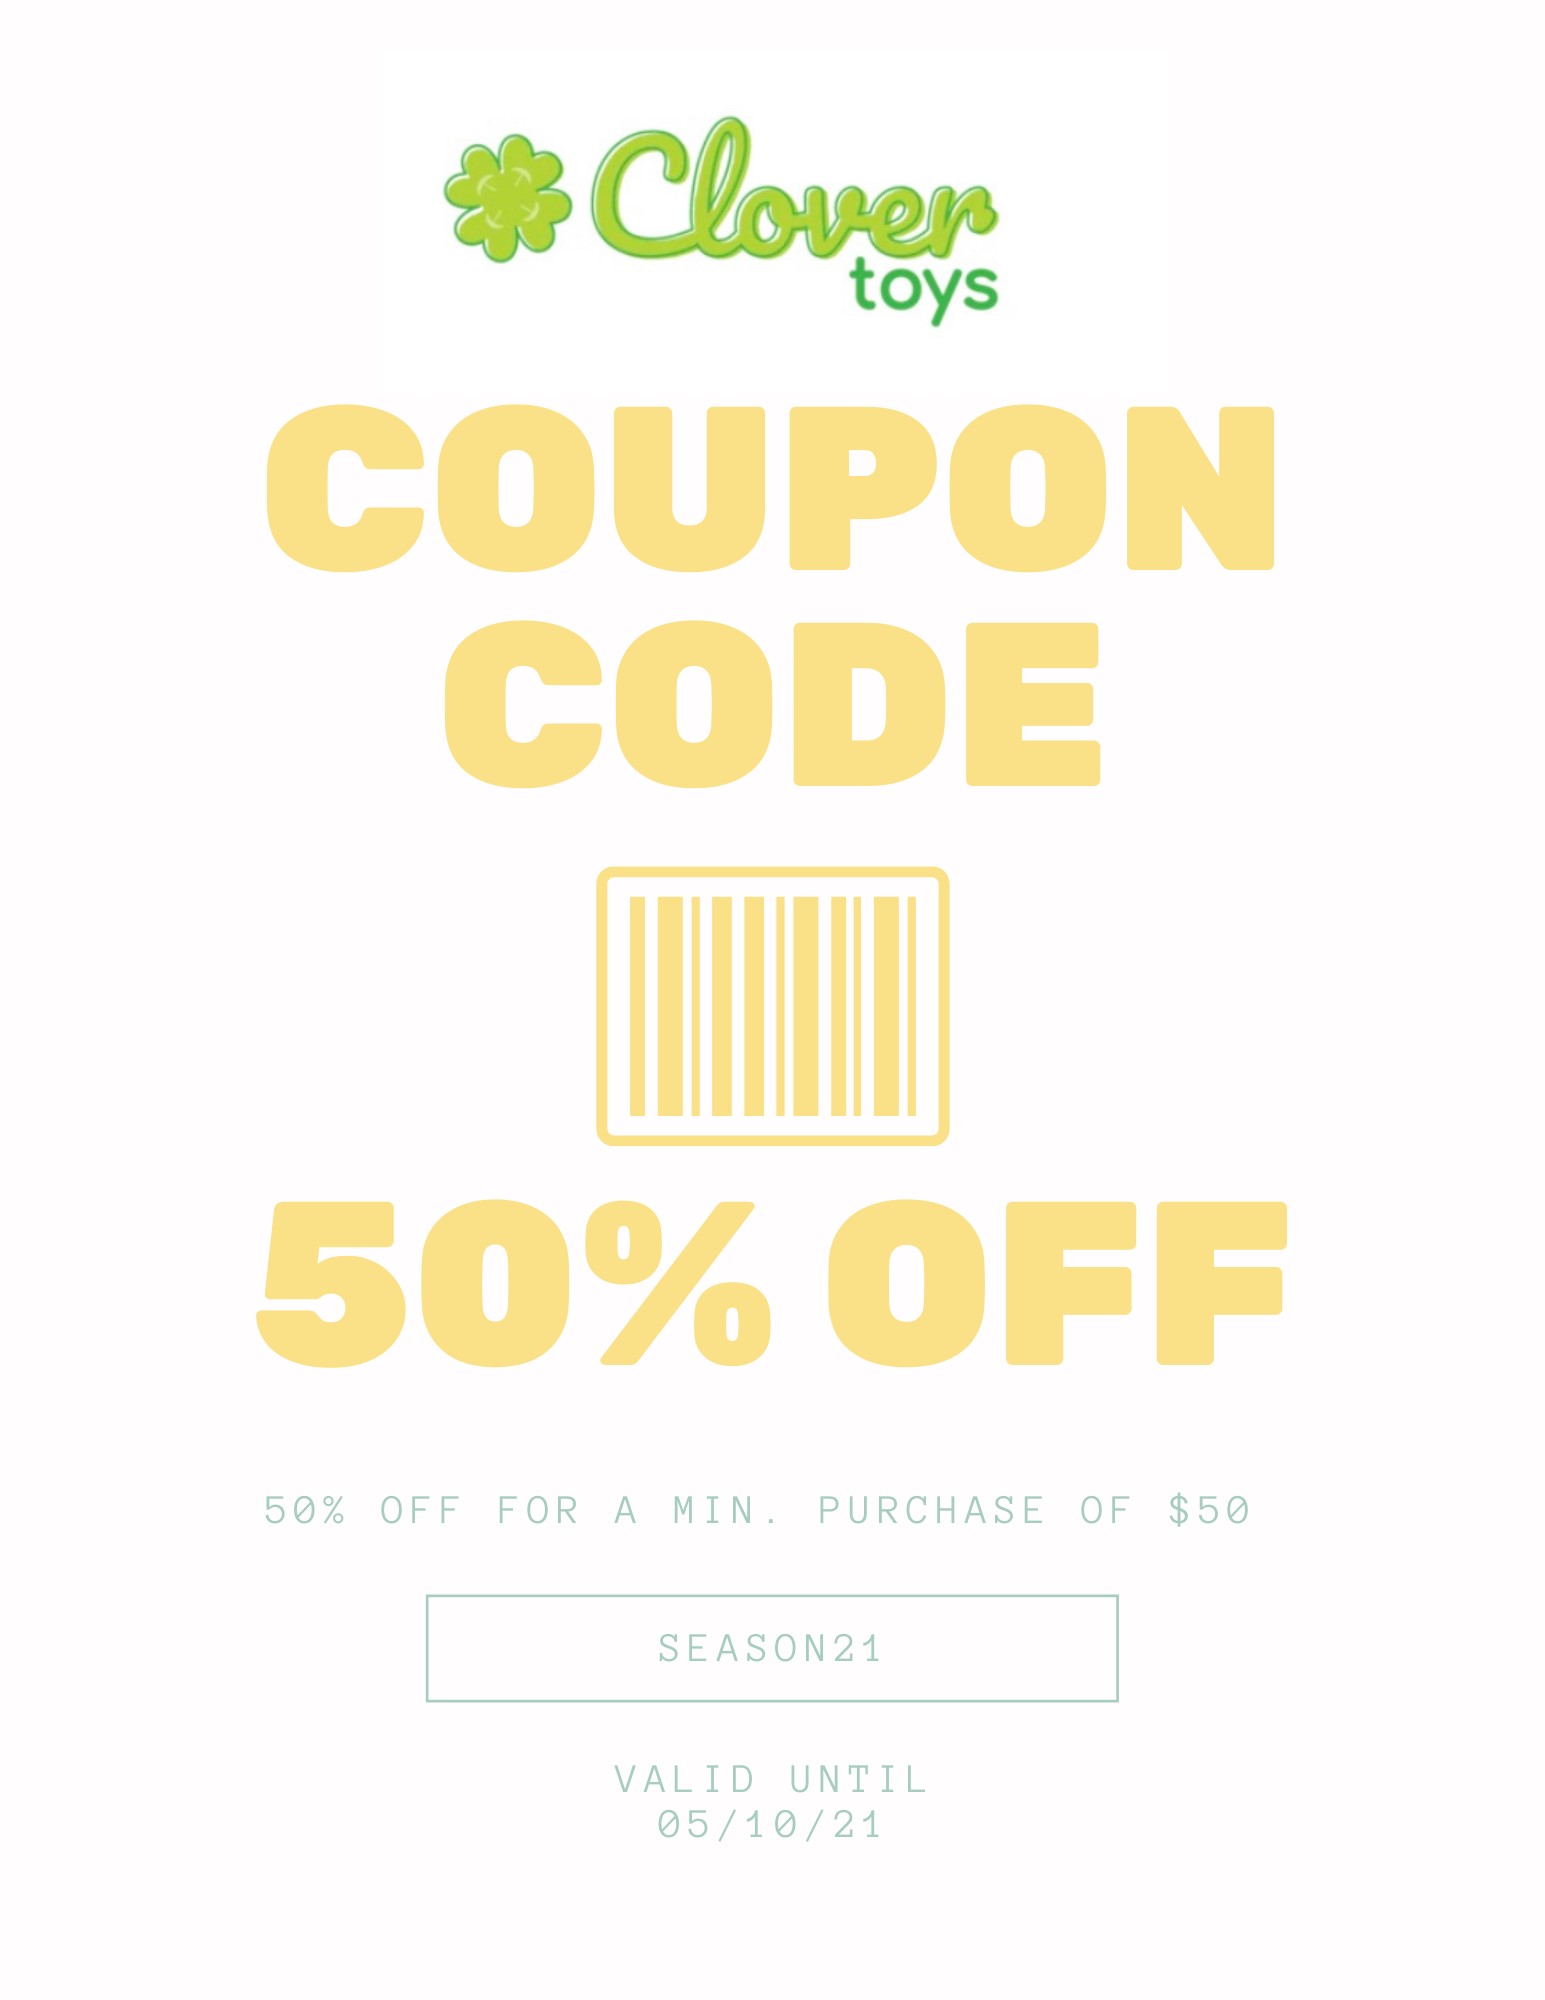 Clover
toys
COUPON
CODE
50% OFF
50% OFF FOR A MIN. PURCHASE OF $50
SEASON21
VALID UNTIL
05/10/21